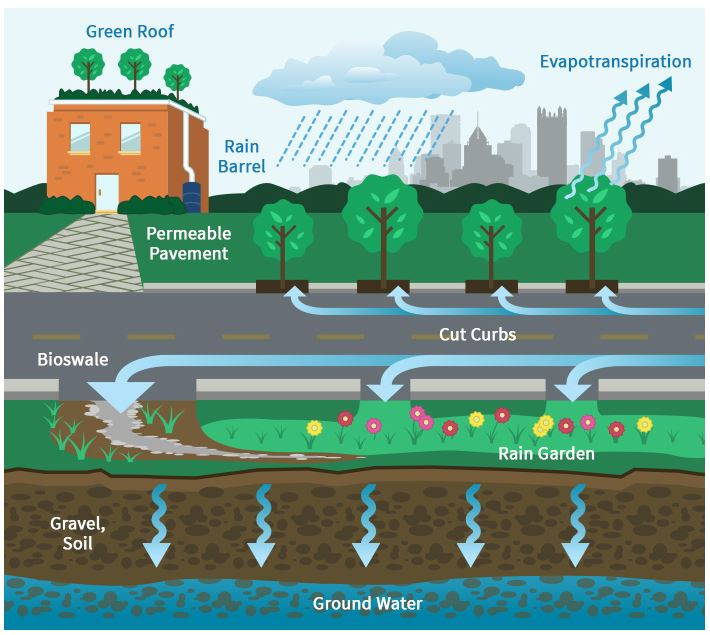 Green Roof
Evapotranspiration
Rain
Barrel
Permeable
Pavement
Cut Curbs
Bioswale
Rain Garden
Gravel,
Soil
Ground Water